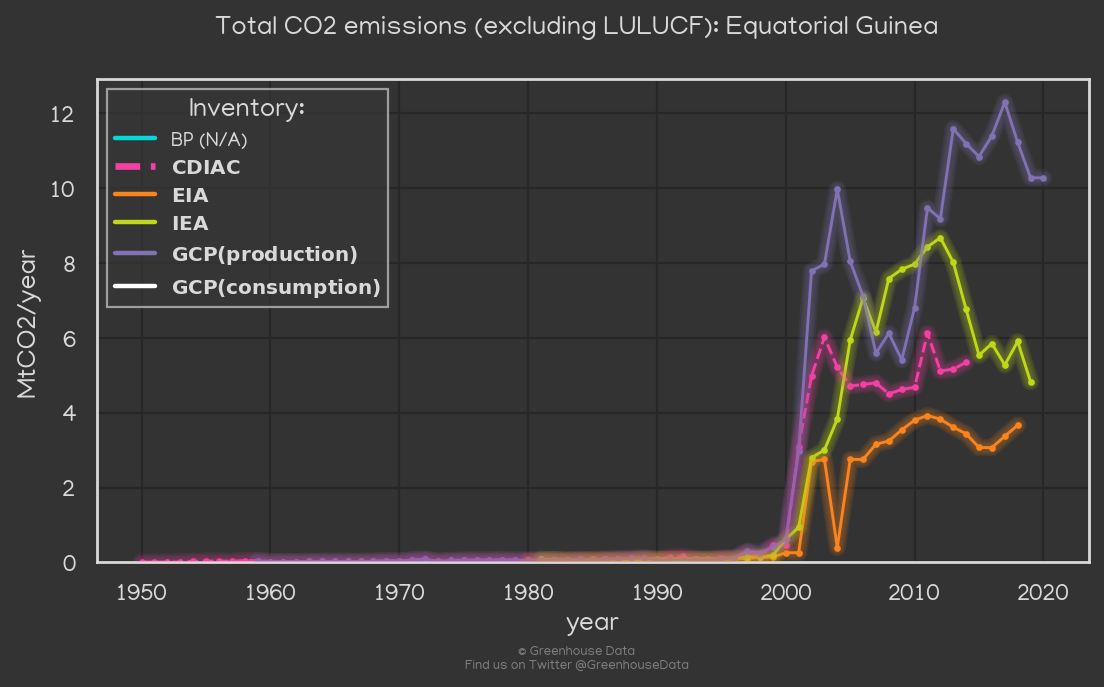 Total CO2 emissions (excluding LULUCF): Equatorial Guinea
Inventory:
BP (N/A)
CDIAC
EIA
IEA
GCP(production)
GCP(consumption)
MtCO2/year
12
10
8
6
4
2
0
1950 1960 1970 1980 1990 2000 2010 2020
year
© Greenhouse Data
Find us on Twitter @GreenhouseData